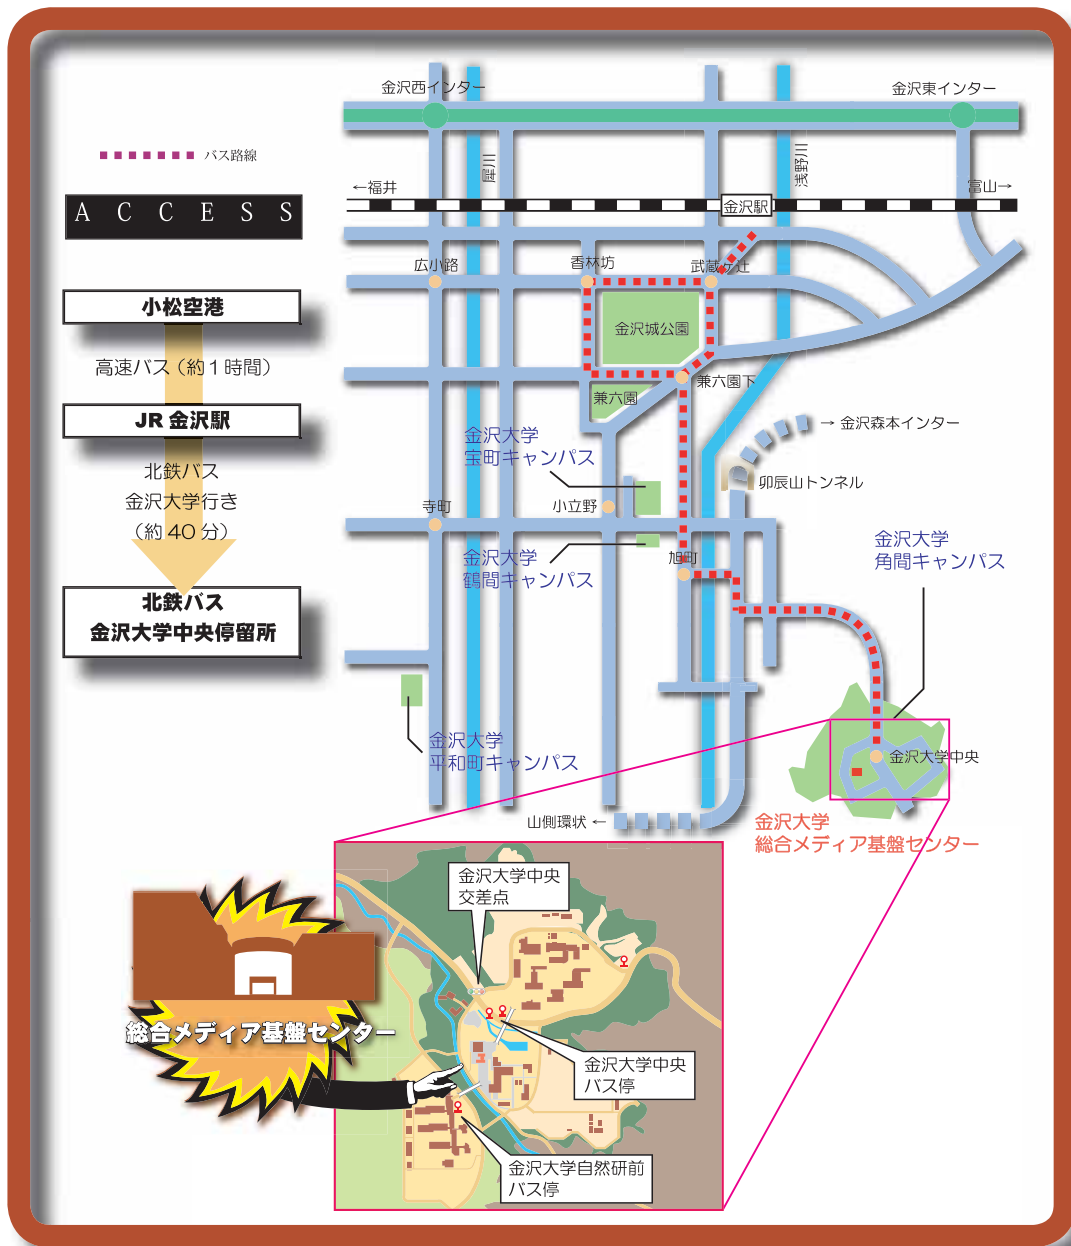 金沢西インター
金沢東インター
バス路線
犀川
浅野川
←福井
富山→
ACCESS
金沢駅
広小路
香林坊
武蔵ヶ辻
小松空港
金沢城公園
高速バス（約１時間）
兼六園
兼六園下
JR 金沢駅
→ 金沢森本インター
金沢大学
宝町キャンパス
北鉄バス
金沢大学行き
（約 40 分）
卯辰山トンネル
寺町
小立野
金沢大学
鶴間キャンパス
旭町
金沢大学
角間キャンパス
北鉄バス
金沢大学中央停留所
金沢大学
平和町キャンパス
金沢大学中央
山側環状 ←
金沢大学
総合メディア基盤センター
金沢大学中央
交差点
総合メディア基盤センター
金沢大学中央
バス停
金沢大学自然研前
バス停